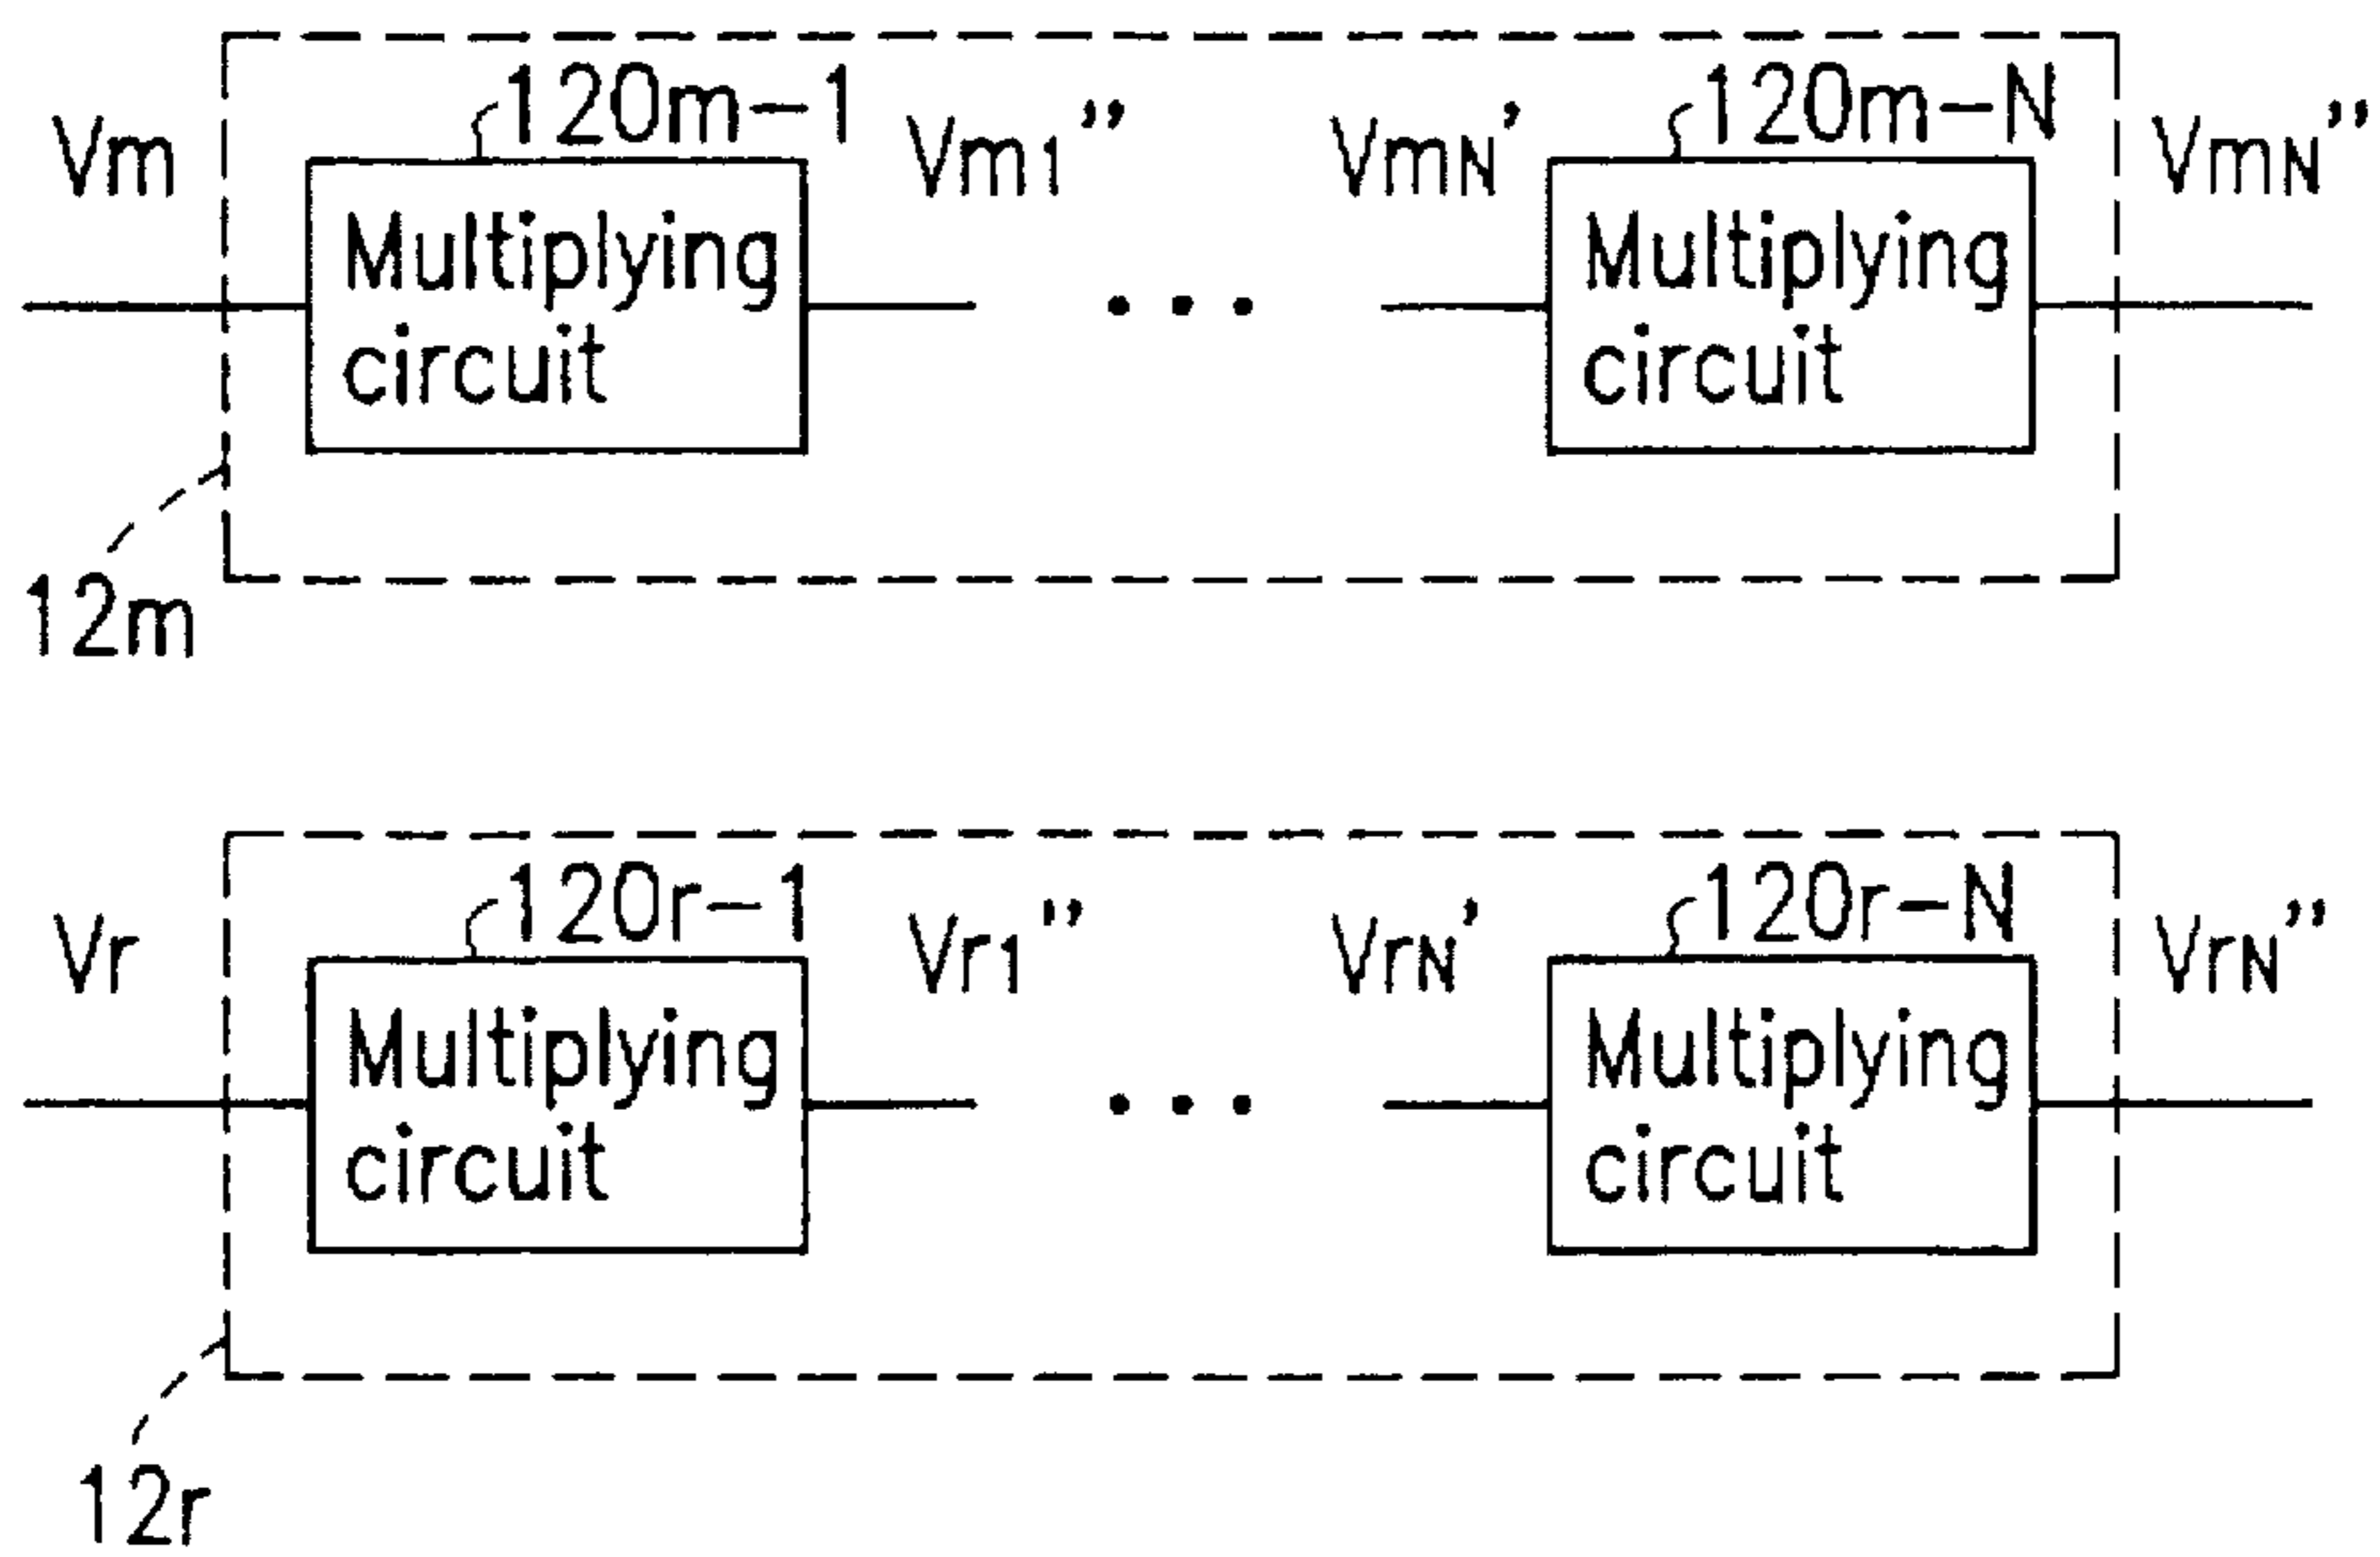 120m-1
120m-N
Vm
Vm1"
VmN'
VmN"
Multiplying
circuit
Multiplying
circuit
12m
120r-1
120r-N
Vr
Vr1"
VrN'
VrN"
Multiplying
circuit
Multiplying
circuit
12r